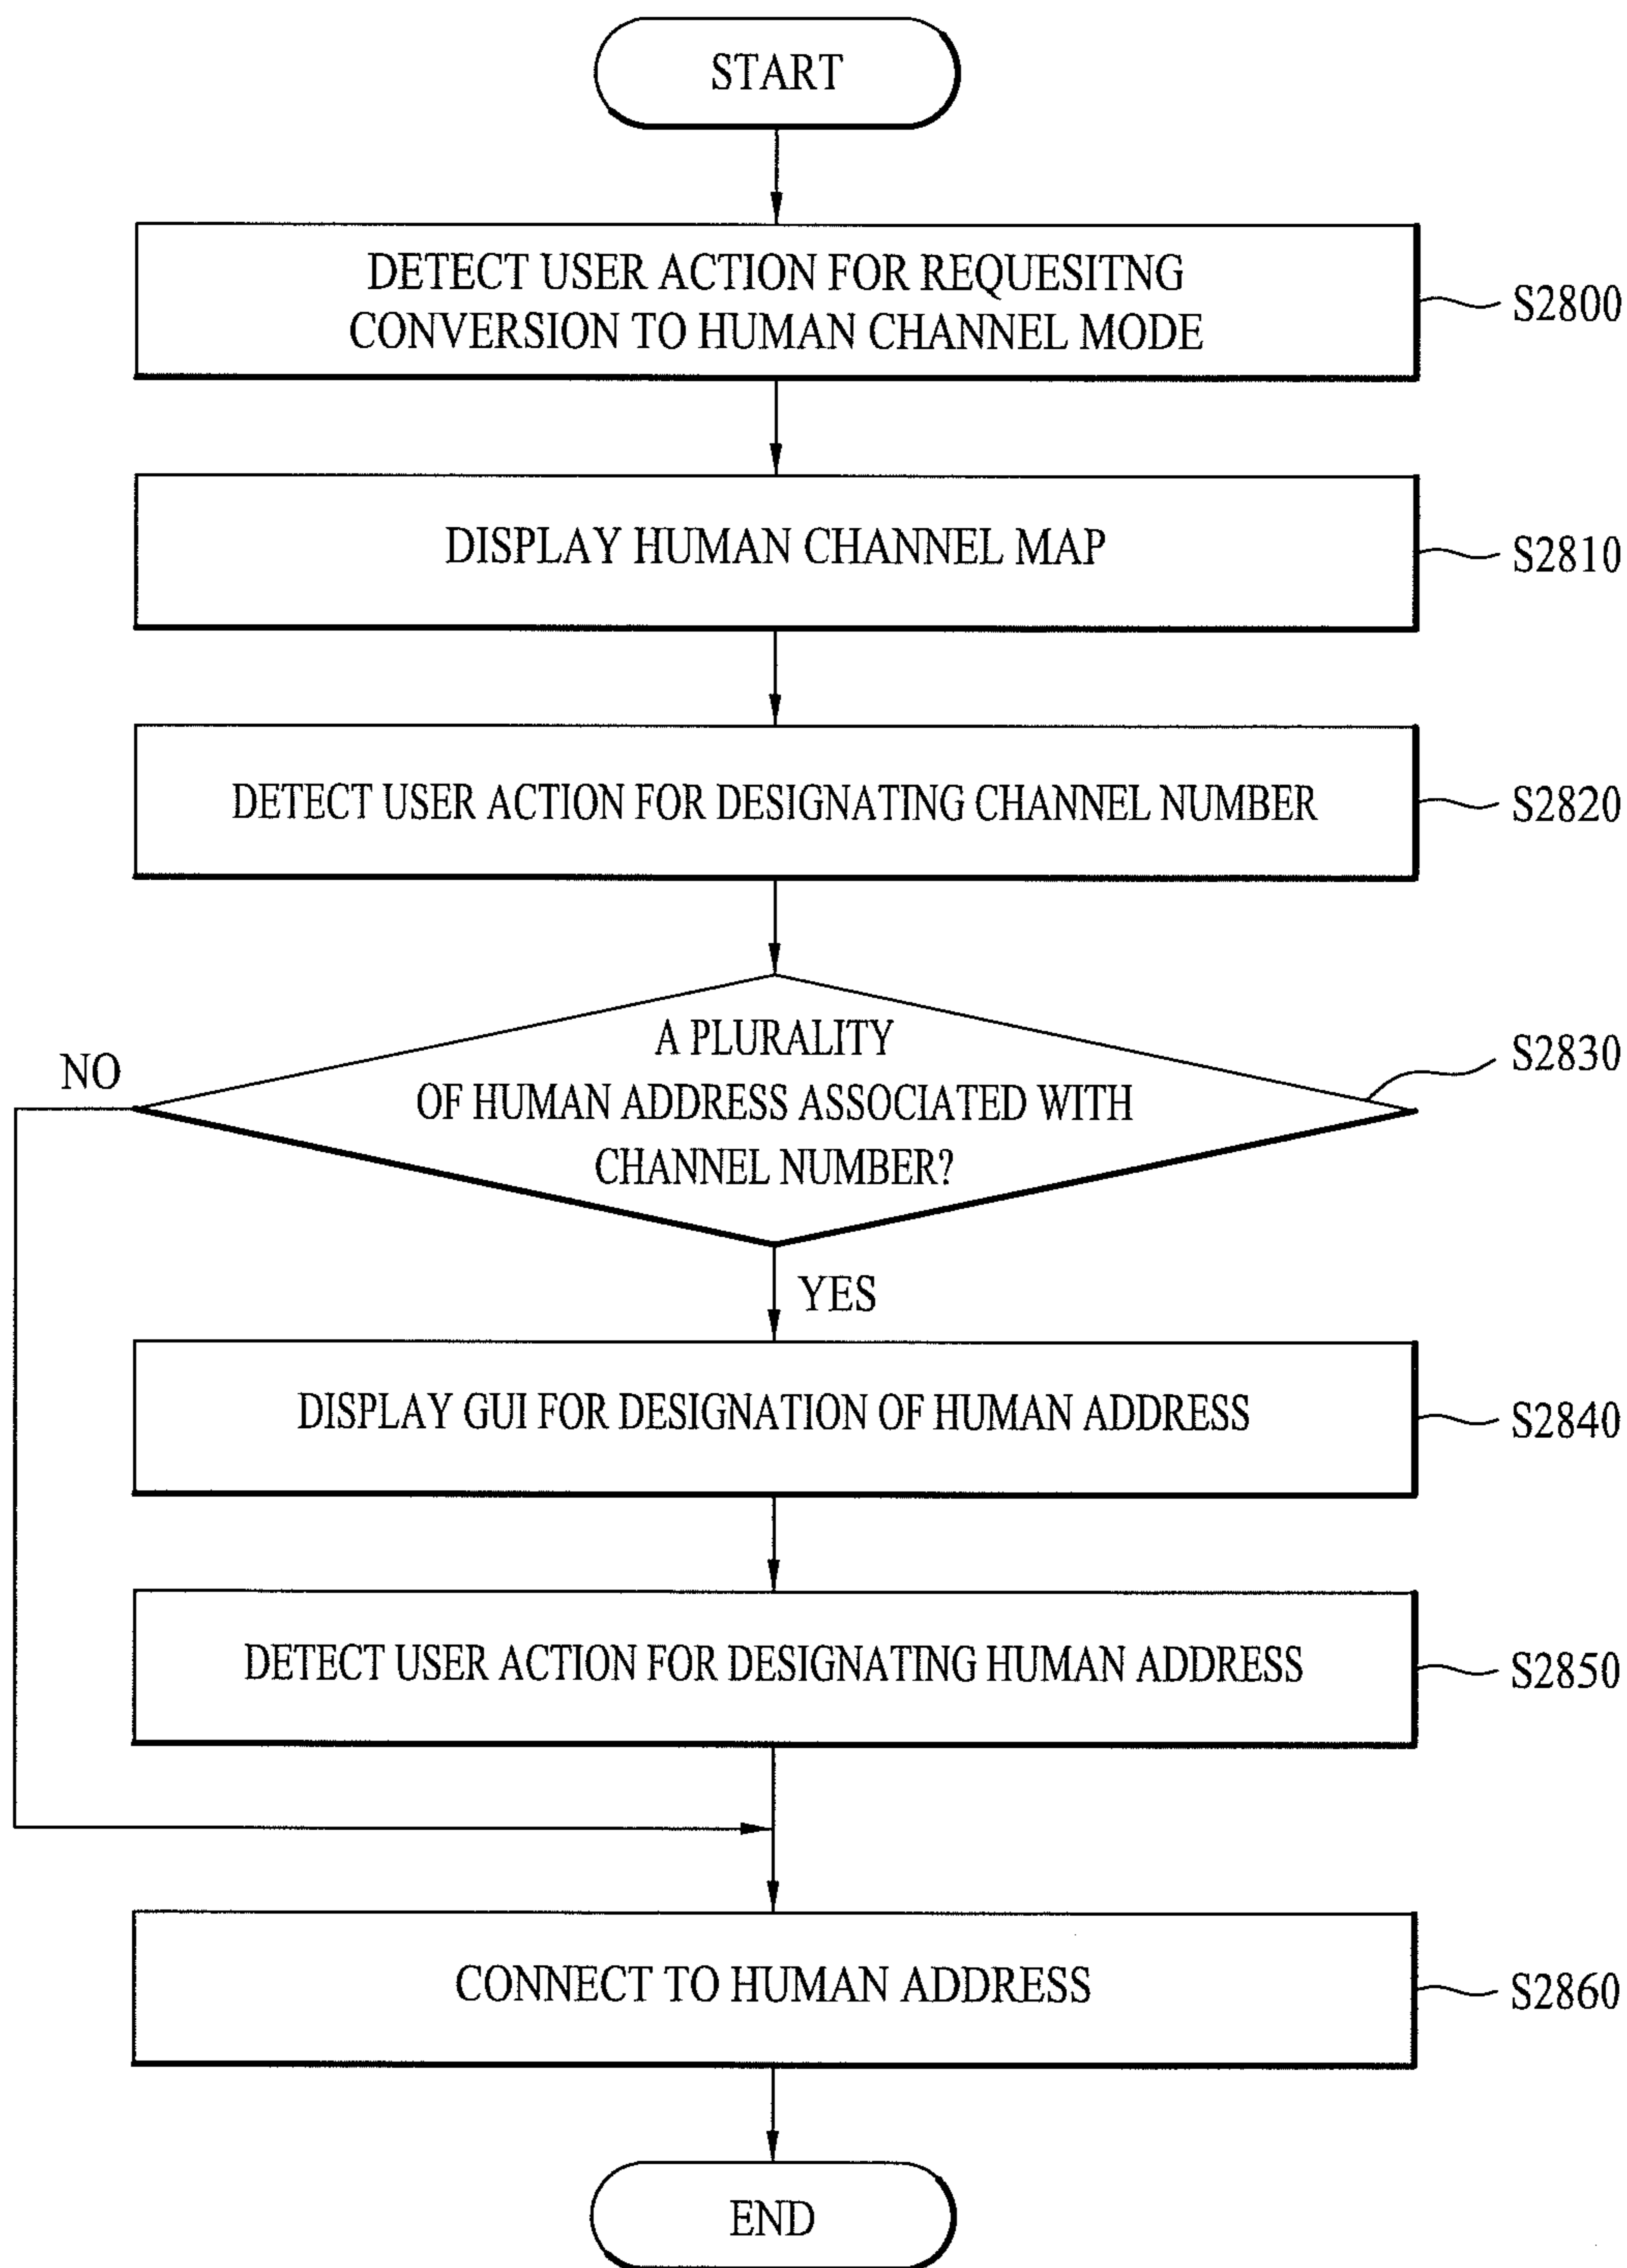 START
DETECT USER ACTION FOR REQUESITNG
CONVERSION TO HUMAN CHANNEL MODE
S2800
DISPLAY HUMAN CHANNEL MAP
S2810
DETECT USER ACTION FOR DESIGNATING CHANNEL NUMBER
S2820
A PLURALITY
OF HUMAN ADDRESS ASSOCIATED WITH
CHANNEL NUMBER?
S2830
NO
YES
DISPLAY GUI FOR DESIGNATION OF HUMAN ADDRESS
S2840
DETECT USER ACTION FOR DESIGNATING HUMAN ADDRESS
S2850
CONNECT TO HUMAN ADDRESS
S2860
END